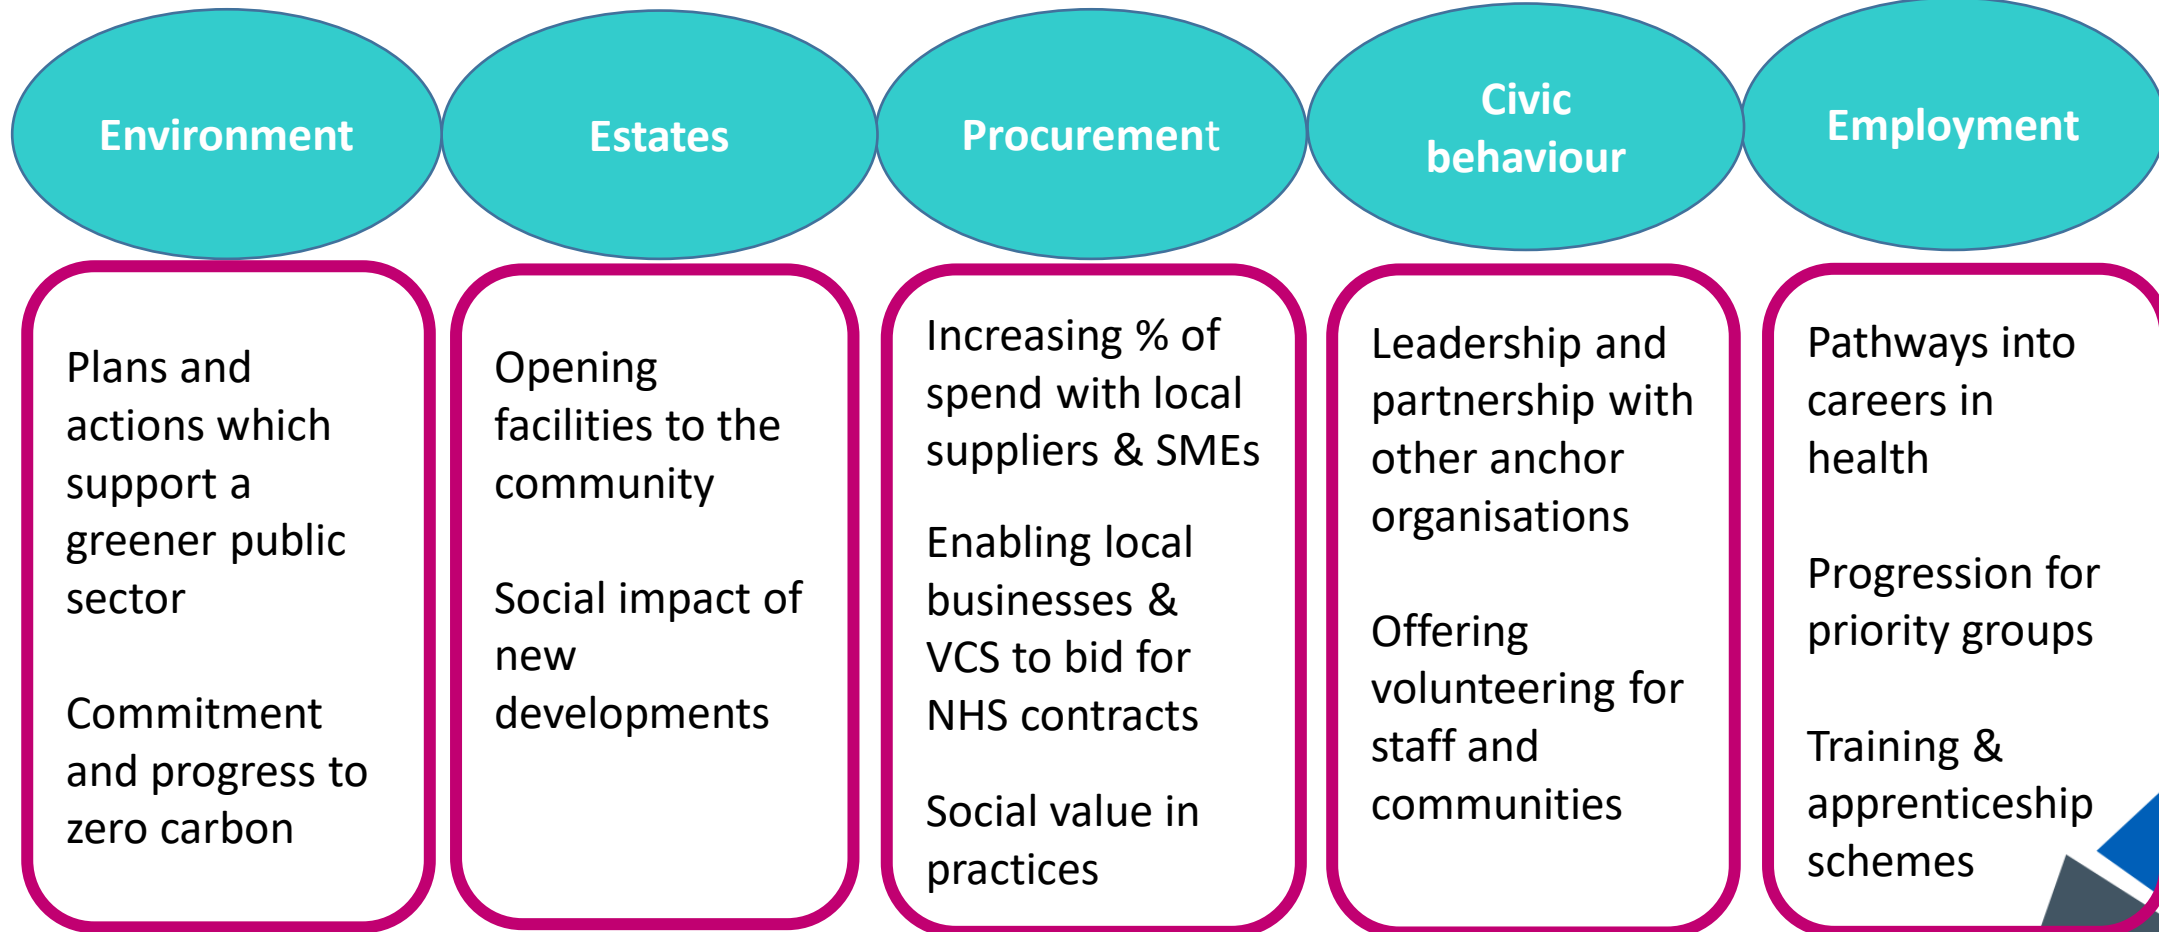 Environment
Estates
Procurement
Civic
behaviour
Employment
Plans and
actions which
support a
greener public
sector
Commitment
and progress to
zero carbon
Opening
facilities to the
community
Social impact of
new
developments
Increasing % of
spend with local
suppliers & SMEs
Enabling local
businesses &
VCS to bid for
NHS contracts
Social value in
practices
Leadership and
partnership with
other anchor
organisations
Offering
volunteering for
staff and
communities
Pathways into
careers in
health
Progression for
priority groups
Training &
apprenticeship
schemes